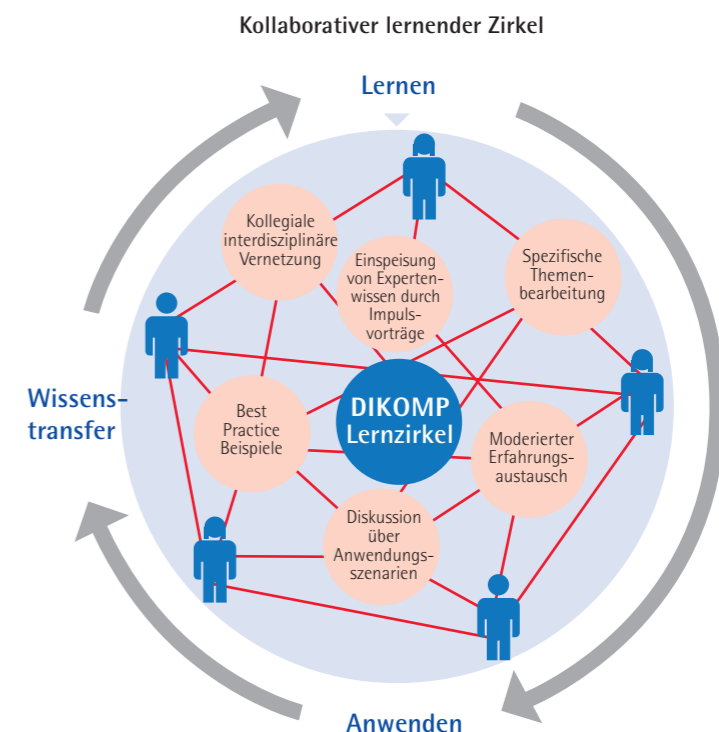 Kollaborativer lernender Zirkel
Lernen
Kollegiale
interdisziplinäre
Vernetzung
Einspeisung
von Experten-
wissen durch
Impuls-
vorträge
Spezifische
Themen-
bearbeitung
Wissens-
transfer
Best
Practice
Beispiele
DIKOMP
Lernzirkel
Moderierter
Erfahrungs-
austausch
Diskussion
über
Anwendungs-
szenarien
Anwenden